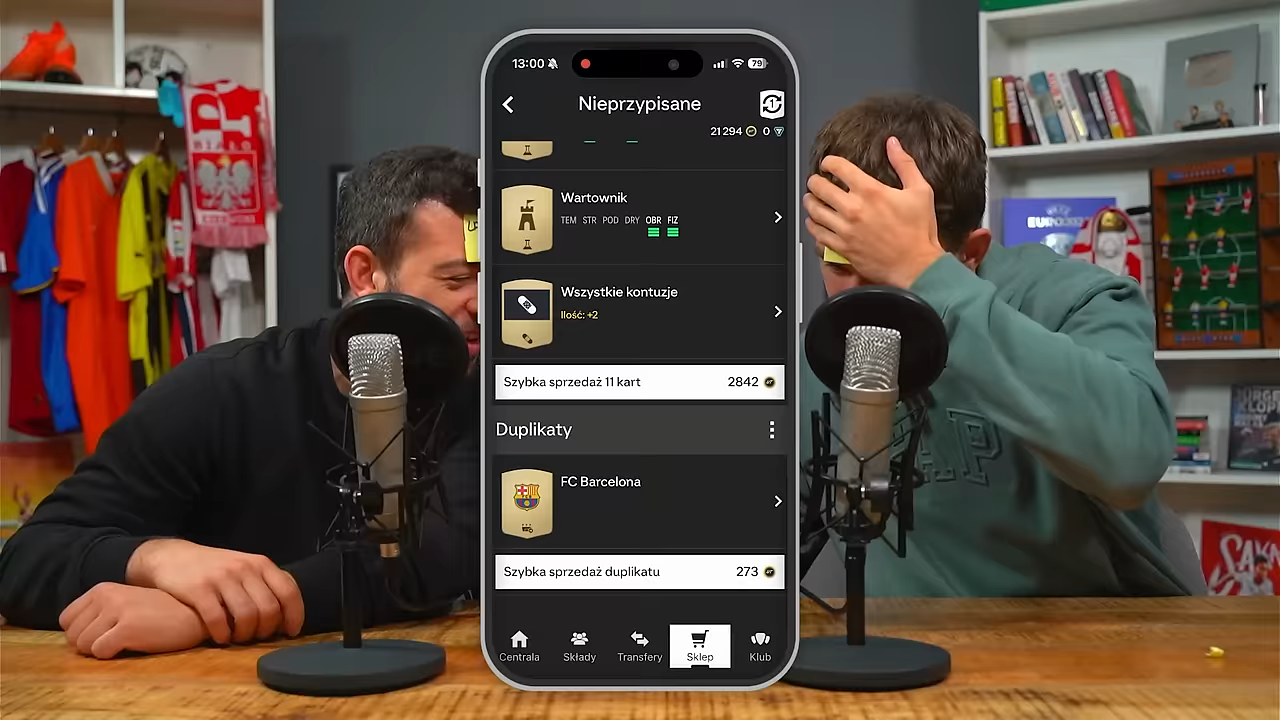 13:00
79
Nieprzypisane
1
21 294 0
Wartownik
TEM STR POD DRY OBR FIZ
Wszystkie kontuzje
Ilość: +2
Szybka sprzedaż 11 kart 2842
Duplikaty
FC Barcelona
Szybka sprzedaż duplikatu 273
Centrala Składy Transfery Sklep Klub